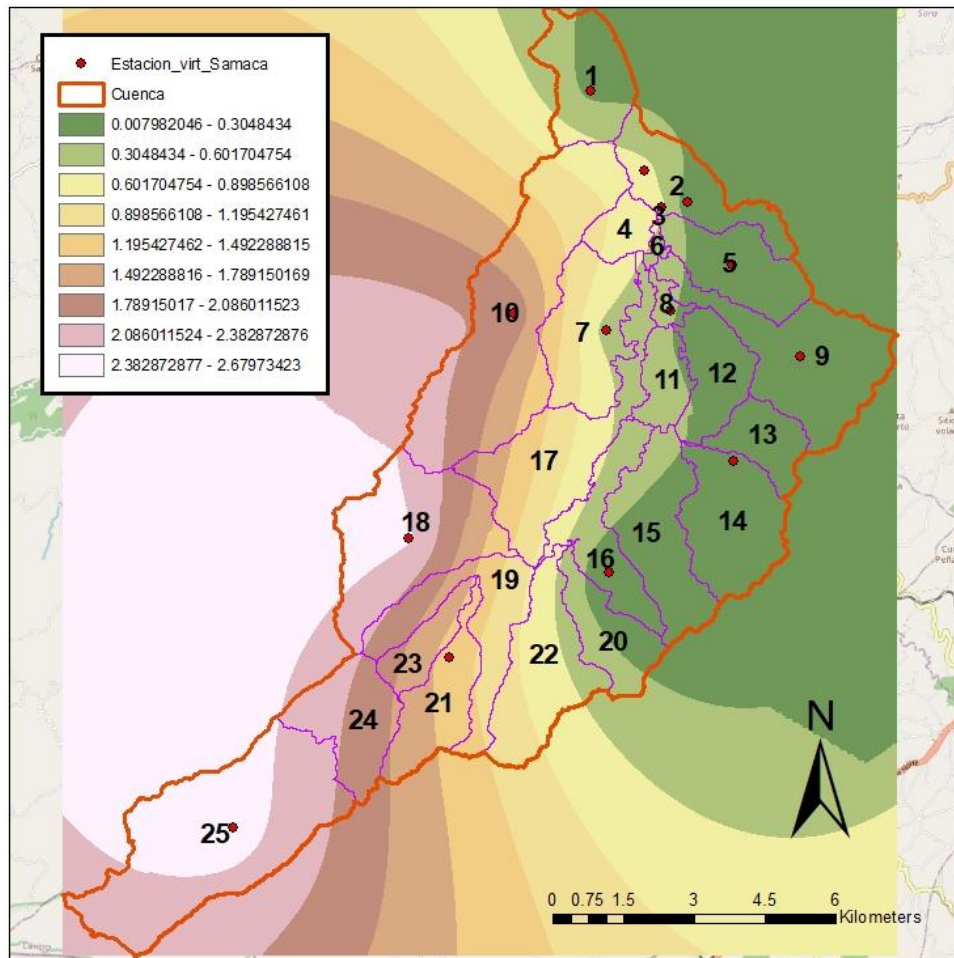 Estacion_virt_Samaca
Cuenca
0.007982046 - 0.3048434
0.3048434 - 0.601704754
0.601704754 - 0.898566108
0.898566108 - 1.195427461
1.195427462 - 1.492288815
1.492288816 - 1.789150169
1.78915017 - 2.086011523
2.086011524 - 2.382872876
2.382872877 - 2.67973423
Sora
1
2
3
4
6
5
8
10
7
9
11
12
13
17
14
18
15
16
19
20
22
23
21
24
25
N
0 0.75 1.5 3 4.5 6
Kilometers